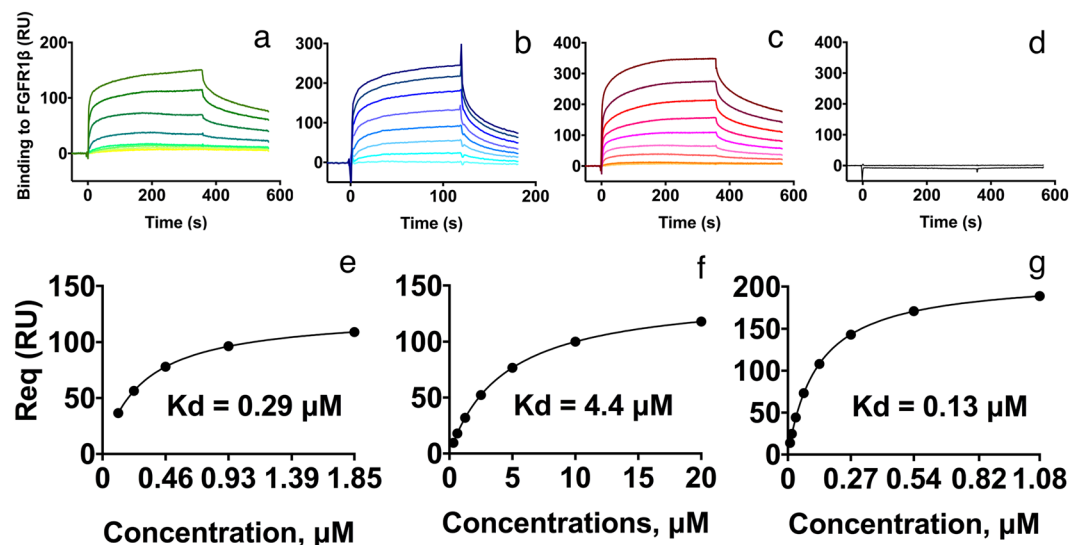 a
b
c
d
Binding to FGFR1β (RU)
200
100
0
0 200 400 600
Time (s)
300
200
100
0
0 100 200
Time (s)
400
300
200
100
0
0 200 400 600
Time (s)
400
300
200
100
0
0 200 400 600
Time (s)
e
f
g
Req (RU)
150
100
50
0
0 0.46 0.93 1.39 1.85
Kd = 0.29 µM
Concentration, µM
150
100
50
0
0 5 10 15 20
Kd = 4.4 µM
Concentrations, µM
200
150
100
50
0
0 0.27 0.54 0.82 1.08
Kd = 0.13 µM
Concentration, µM